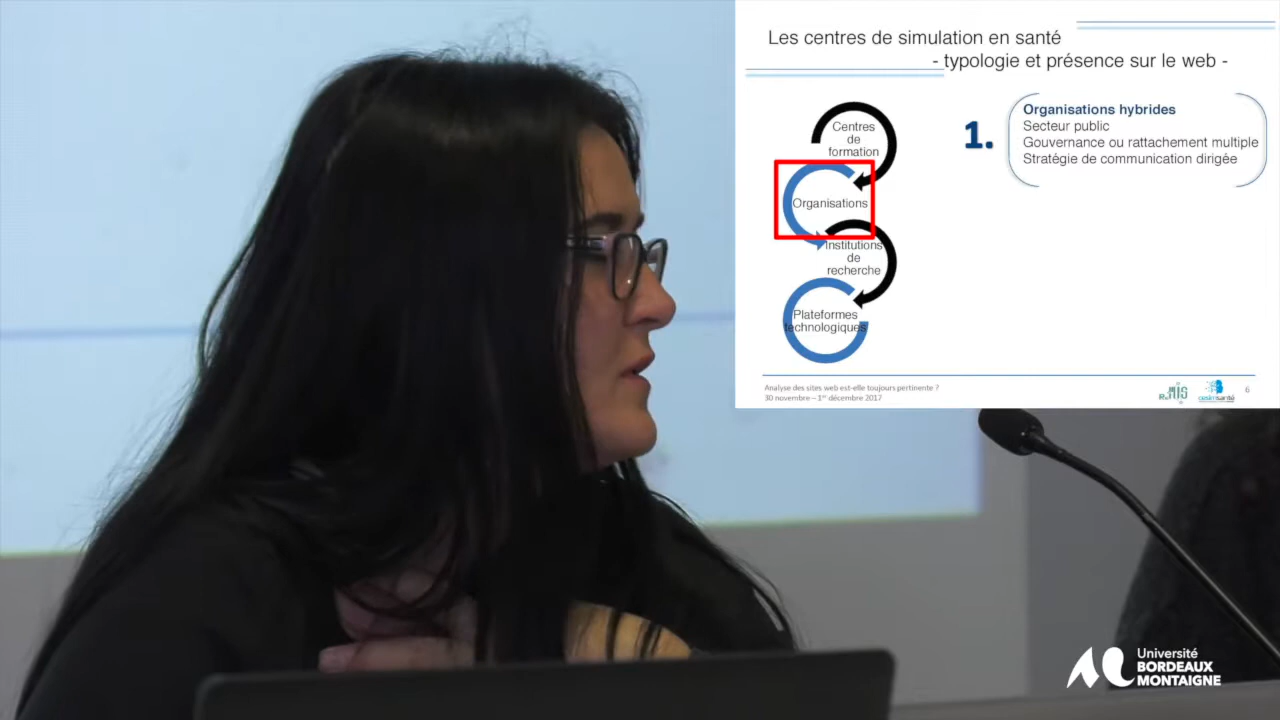 Les centres de simulation en santé
- typologie et présence sur le web -
Centres
de
formation
Organisations
Institutions
de
recherche
Plateformes
technologiques
1.
Organisations hybrides
Secteur public
Gouvernance ou rattachement multiple
Stratégie de communication dirigée
Analyse des sites web est-elle toujours pertinente ?
30 novembre – 1er décembre 2017
6
Université
BORDEAUX
MONTAIGNE